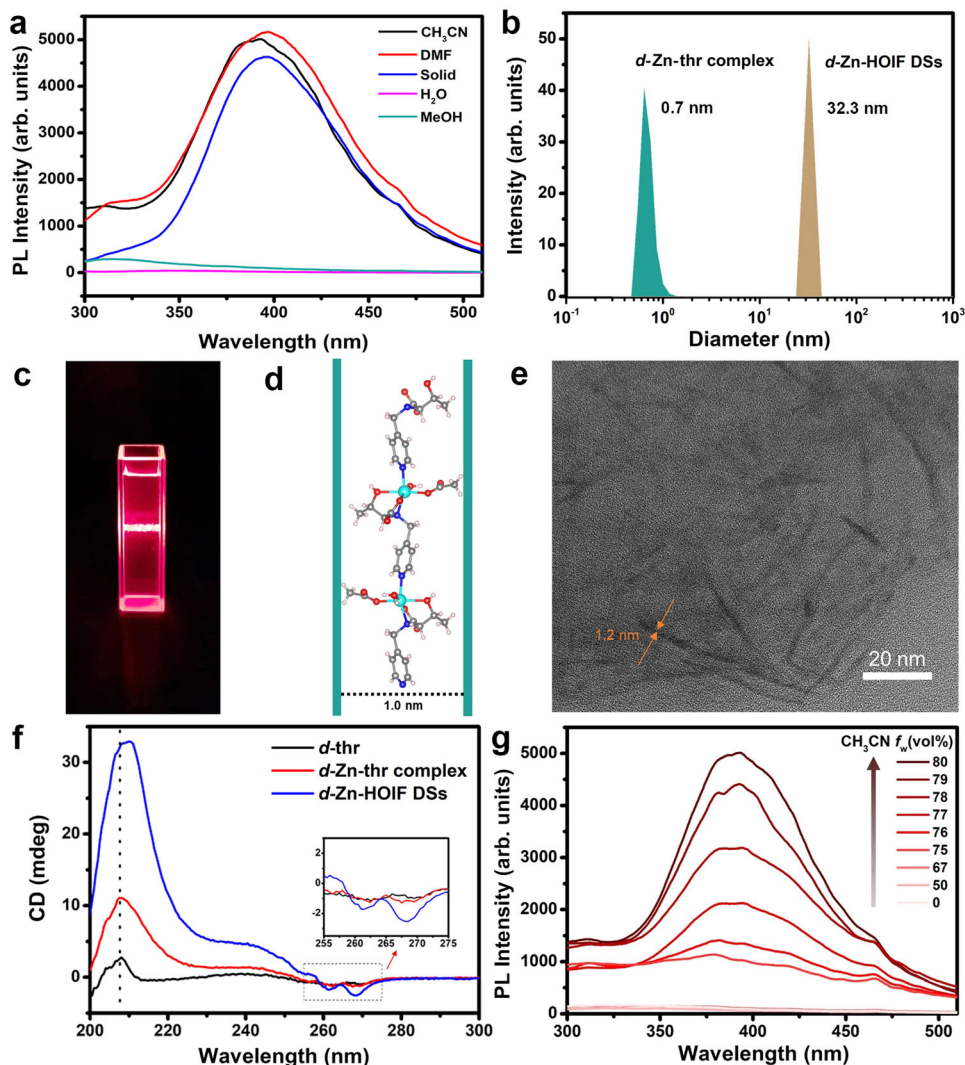 a
CH3CN
DMF
Solid
H2O
MeOH
5000
4000
3000
2000
1000
0
300
350
400
450
500
PL Intensity (arb. units)
Wavelength (nm)
b
d-Zn-thr complex
d-Zn-HOIF DSs
0.7 nm
32.3 nm
50
40
30
20
10
0
10-1
100
101
102
103
Intensity (arb. units)
Diameter (nm)
c
d
1.0 nm
e
1.2 nm
20 nm
f
d-thr
d-Zn-thr complex
d-Zn-HOIF DSs
30
20
10
0
2
0
-2
255
260
265
270
275
200
220
240
260
280
300
CD (mdeg)
Wavelength (nm)
g
CH3CN fw(vol%)
80
79
78
77
76
75
67
50
0
5000
4000
3000
2000
1000
0
300
350
400
450
500
PL Intensity (arb. units)
Wavelength (nm)